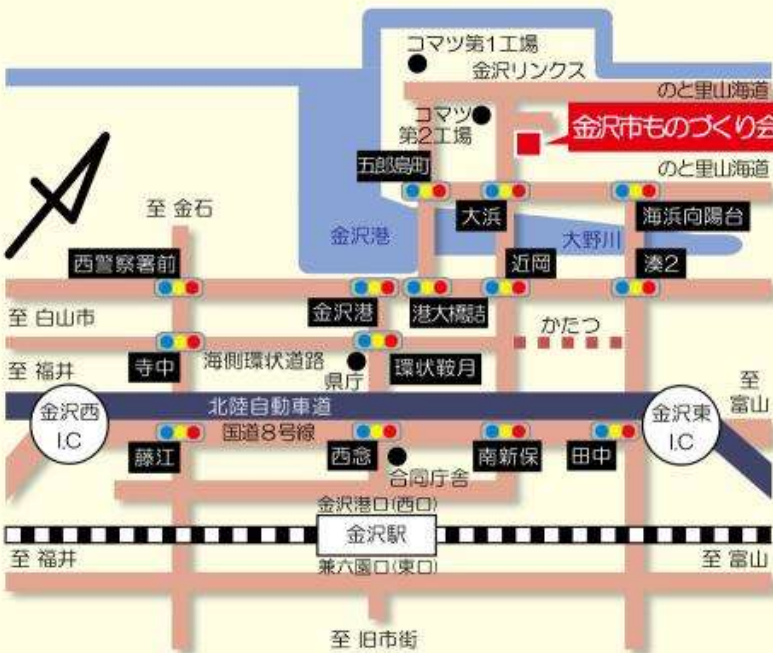 コマツ第1工場
金沢リンクス
のと里山海道
コマツ
第2工場
金沢市ものづくり会
五郎島町
のと里山海道
至 金石
大浜
海浜向陽台
金沢港
大野川
西警察署前
近岡
湊2
金沢港
港大橋詰
至 白山市
かたつ
寺中
海側環状道路
環状鞍月
至 福井
県庁
至
富山
金沢西
I.C
北陸自動車道
金沢東
I.C
国道8号線
藤江
西念
南新保
田中
合同庁舎
金沢港口(西口)
金沢駅
至 福井
至 富山
兼六園口(東口)
至 旧市街